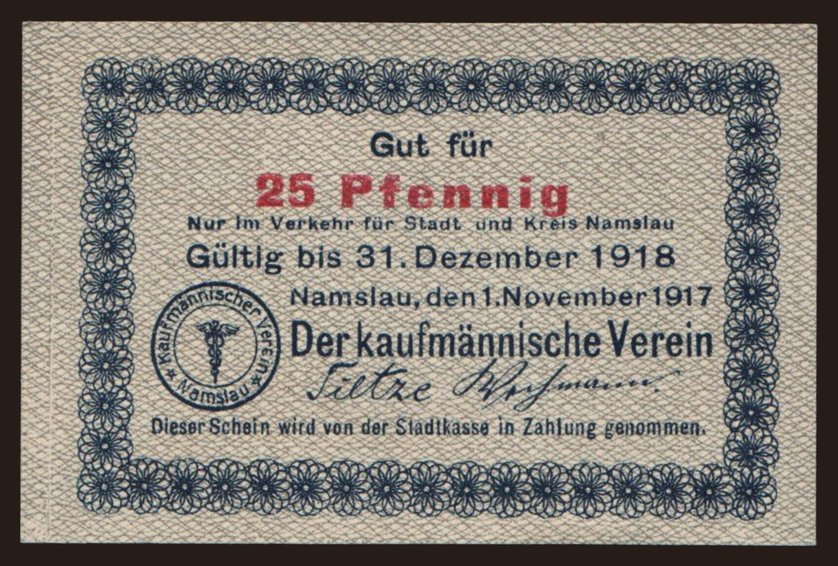 Gut für
25 Pfennig
Nur im Verkehr für Stadt und Kreis Namslau
Gültig bis 31. Dezember 1918
Namslau, den 1. November 1917
Der kaufmännische Verein
Kaufmännischer Verein
Namslau
Tietze
Dieser Schein wird von der Stadtkasse in Zahlung genommen.